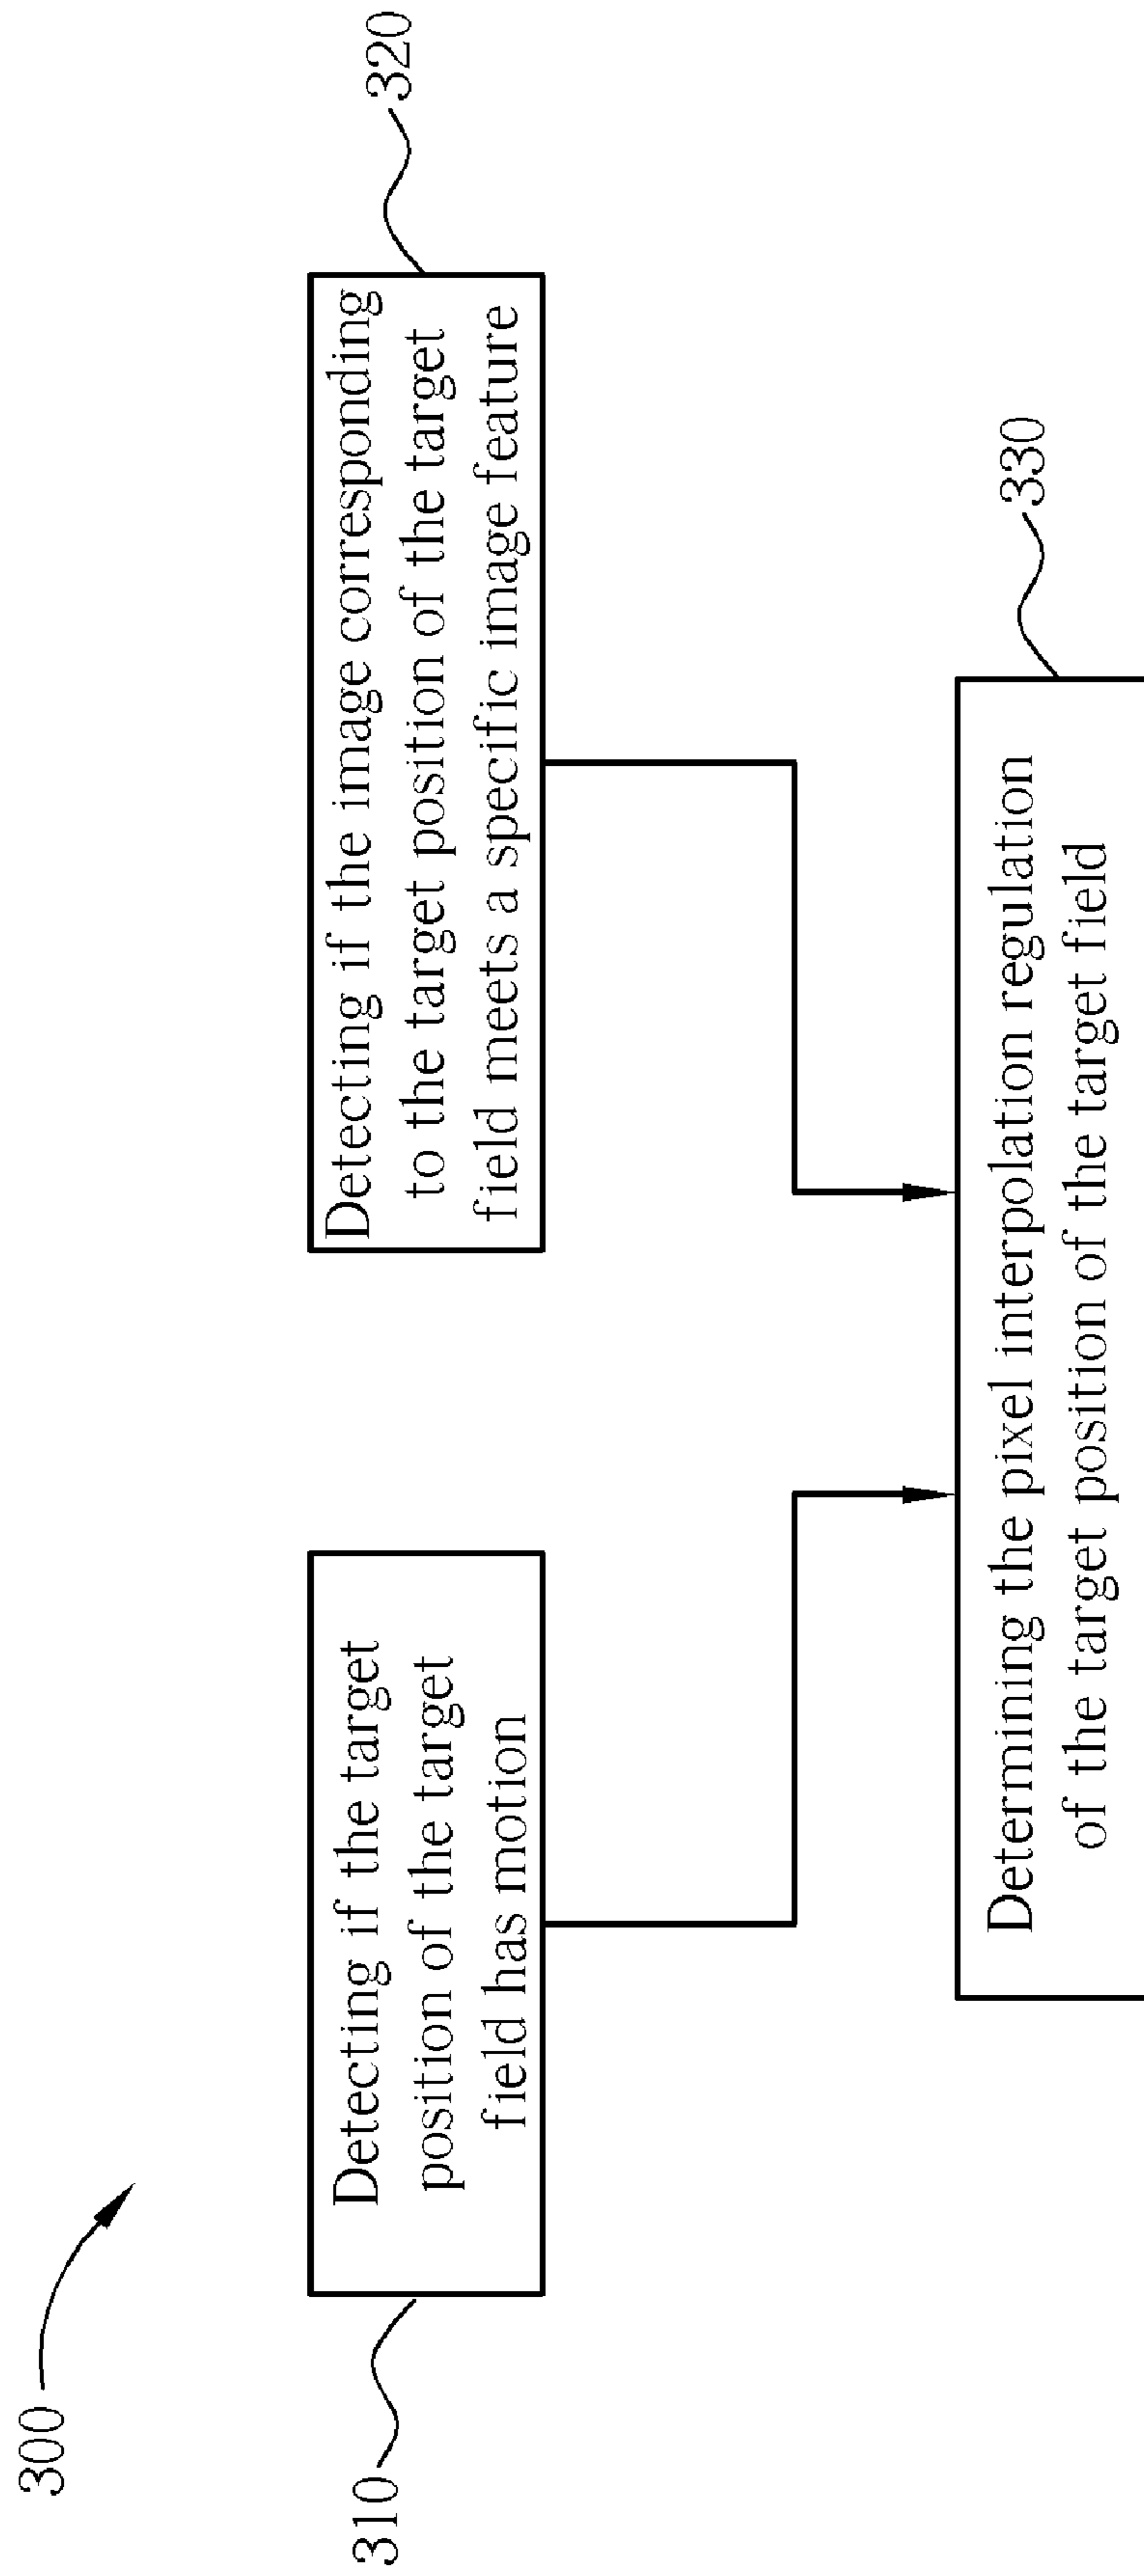 300
310
Detecting if the target
position of the target
field has motion
Detecting if the image corresponding
to the target position of the target
field meets a specific image feature
320
Determining the pixel interpolation regulation
of the target position of the target field
330